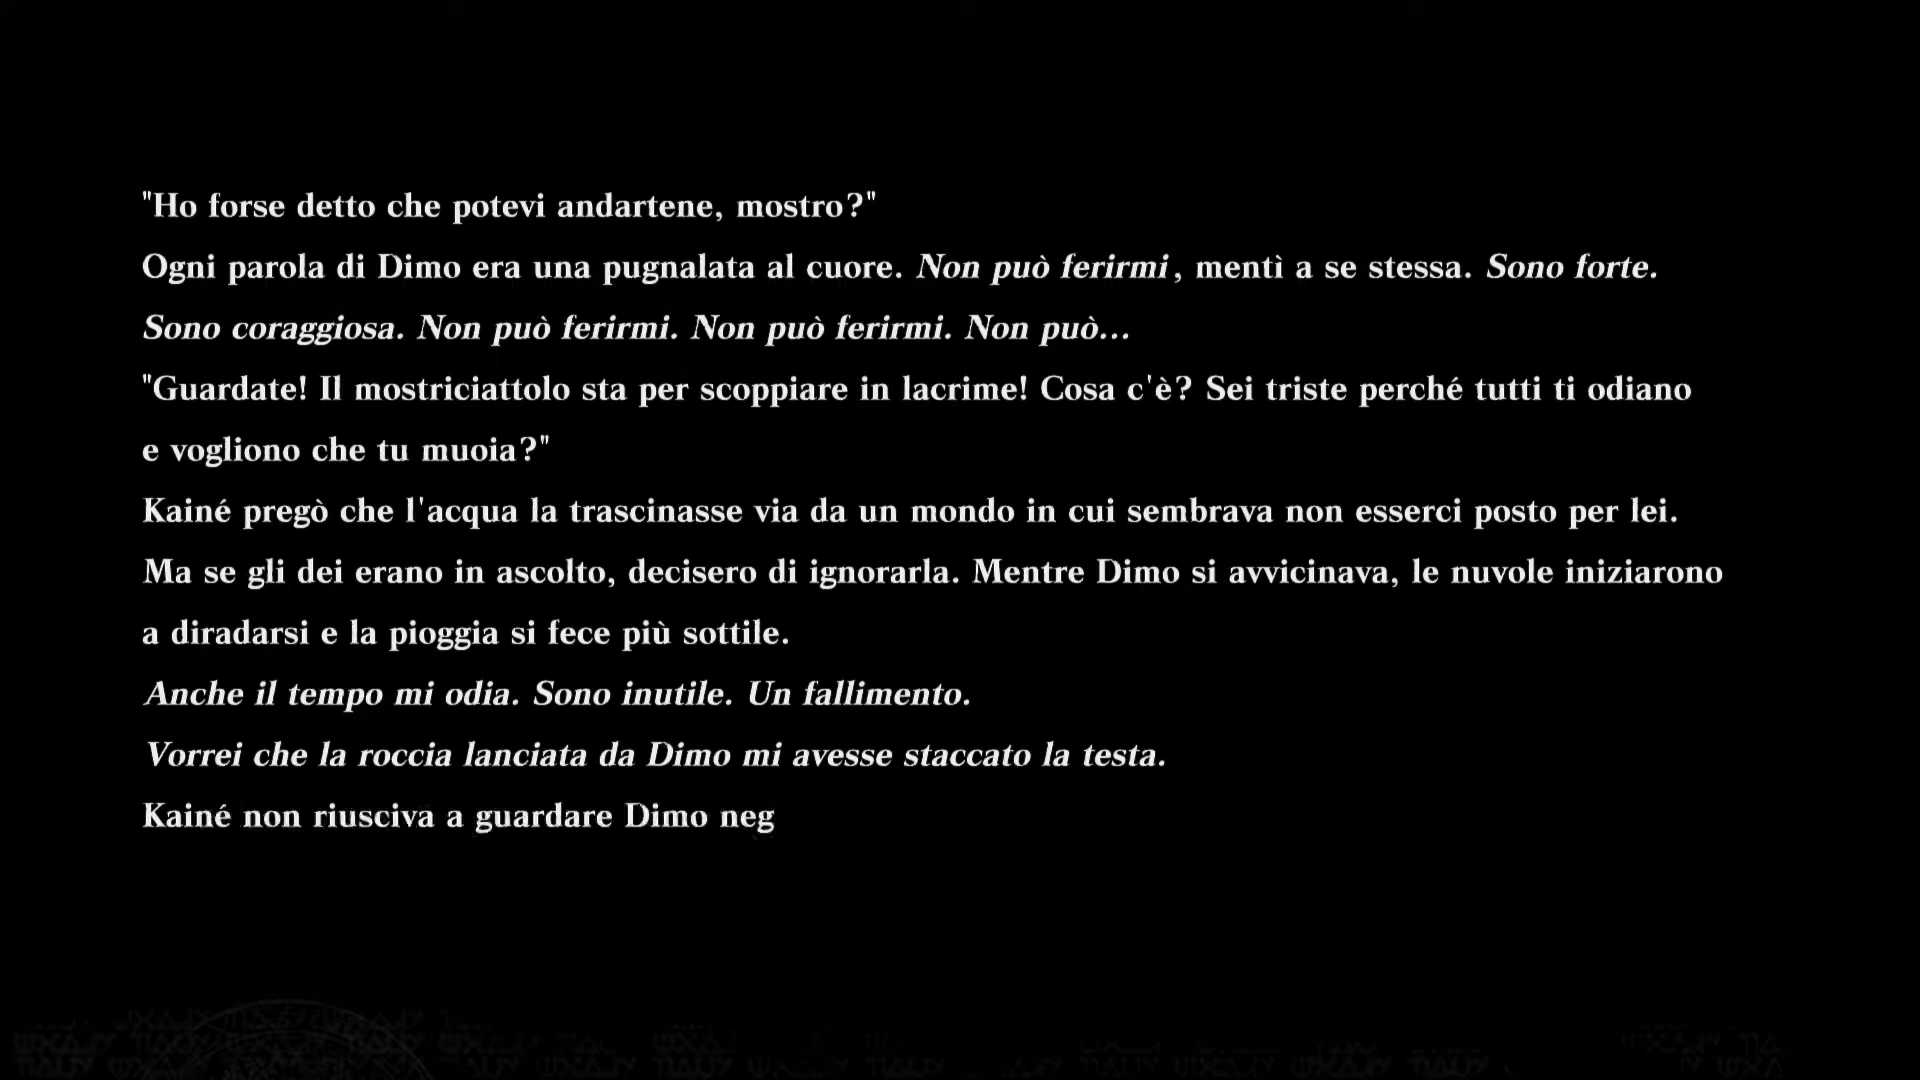 "Ho forse detto che potevi andartene, mostro?"
Ogni parola di Dimo era una pugnalata al cuore. Non può ferirmi, mentì a se stessa. Sono forte.
Sono coraggiosa. Non può ferirmi. Non può ferirmi. Non può...
"Guardate! Il mostriciattolo sta per scoppiare in lacrime! Cosa c'è? Sei triste perché tutti ti odiano
e vogliono che tu muoia?"
Kainé pregò che l'acqua la trascinasse via da un mondo in cui sembrava non esserci posto per lei.
Ma se gli dei erano in ascolto, decisero di ignorarla. Mentre Dimo si avvicinava, le nuvole iniziarono
a diradarsi e la pioggia si fece più sottile.
Anche il tempo mi odia. Sono inutile. Un fallimento.
Vorrei che la roccia lanciata da Dimo mi avesse staccato la testa.
Kainé non riusciva a guardare Dimo neg